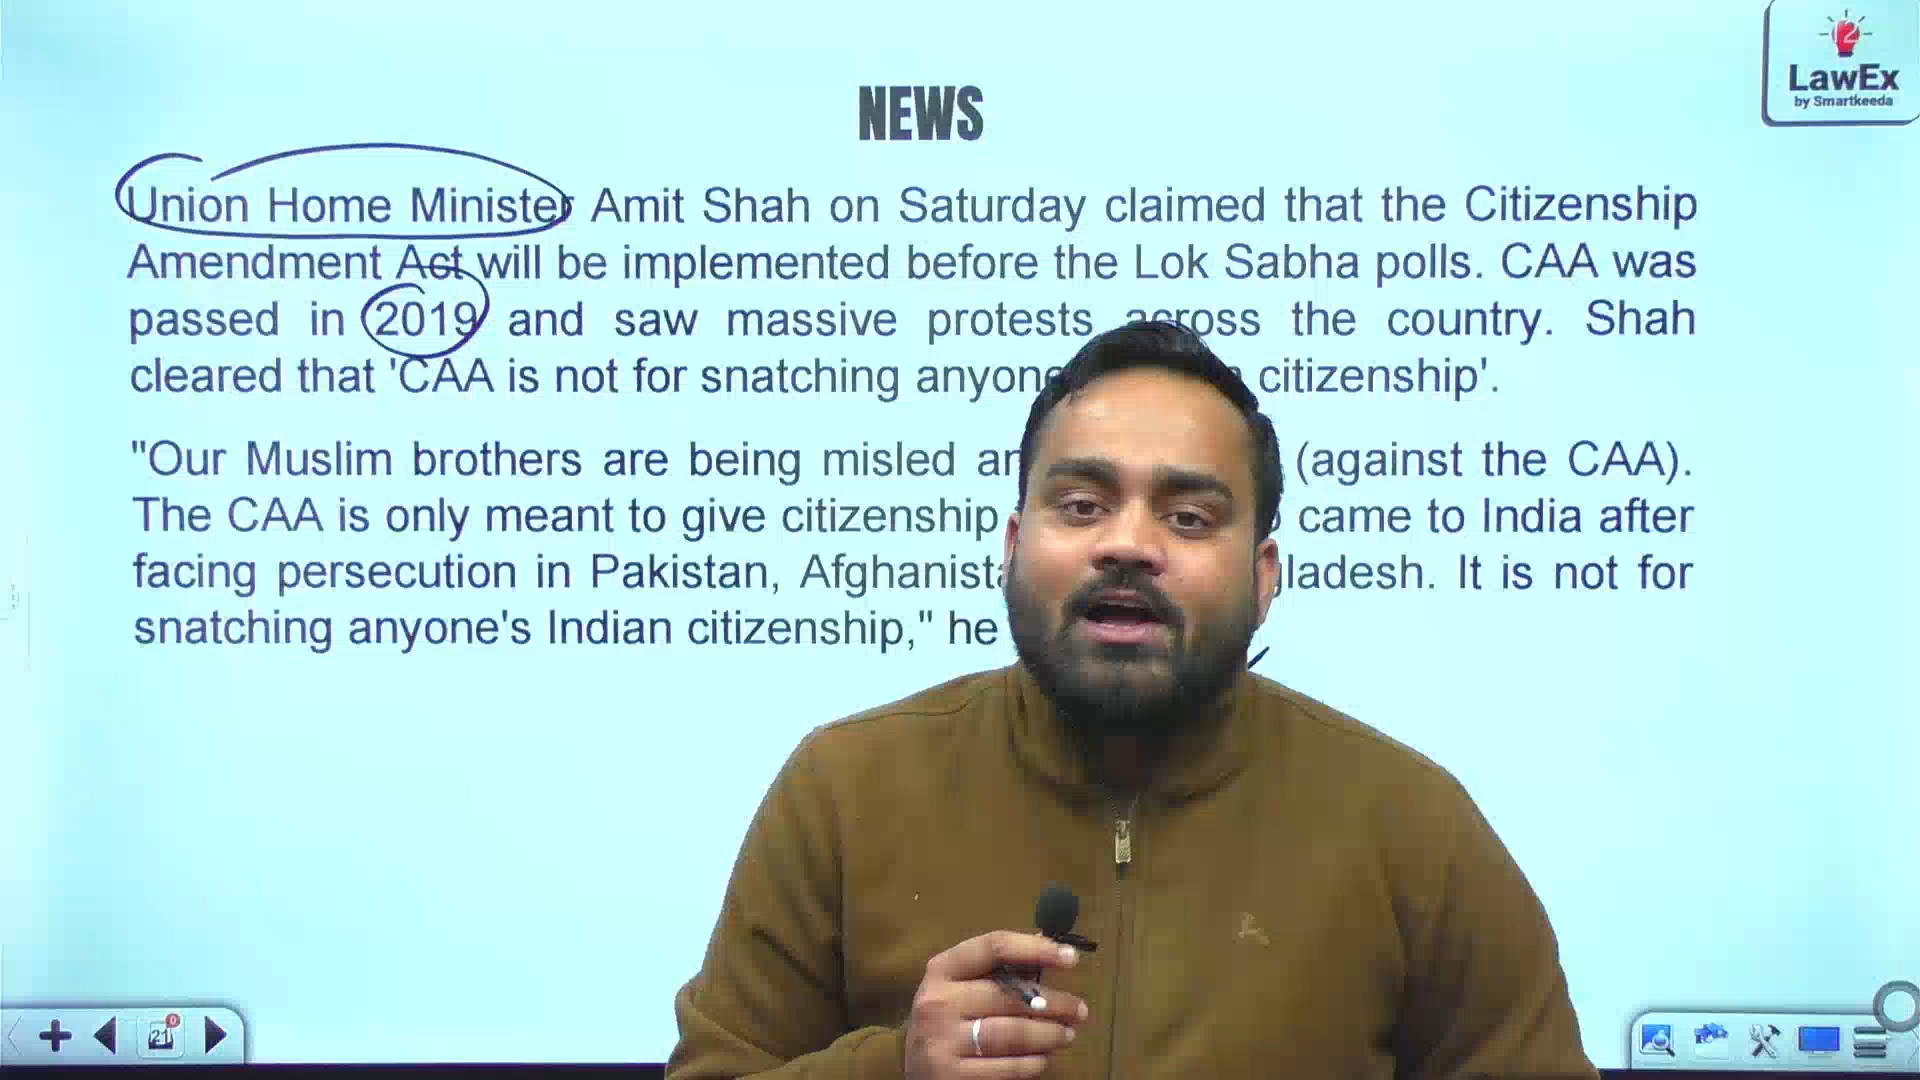 LawEx
by Smartkeeda
NEWS
Union Home Minister Amit Shah on Saturday claimed that the Citizenship
Amendment Act will be implemented before the Lok Sabha polls. CAA was
passed in 2019 and saw massive protests across the country. Shah
cleared that 'CAA is not for snatching citizenship'.
"Our Muslim brothers are being misled (against the CAA).
The CAA is only meant to give citizenship came to India after
facing persecution in Pakistan, It is not for
snatching anyone's Indian citizenship," he
21
0